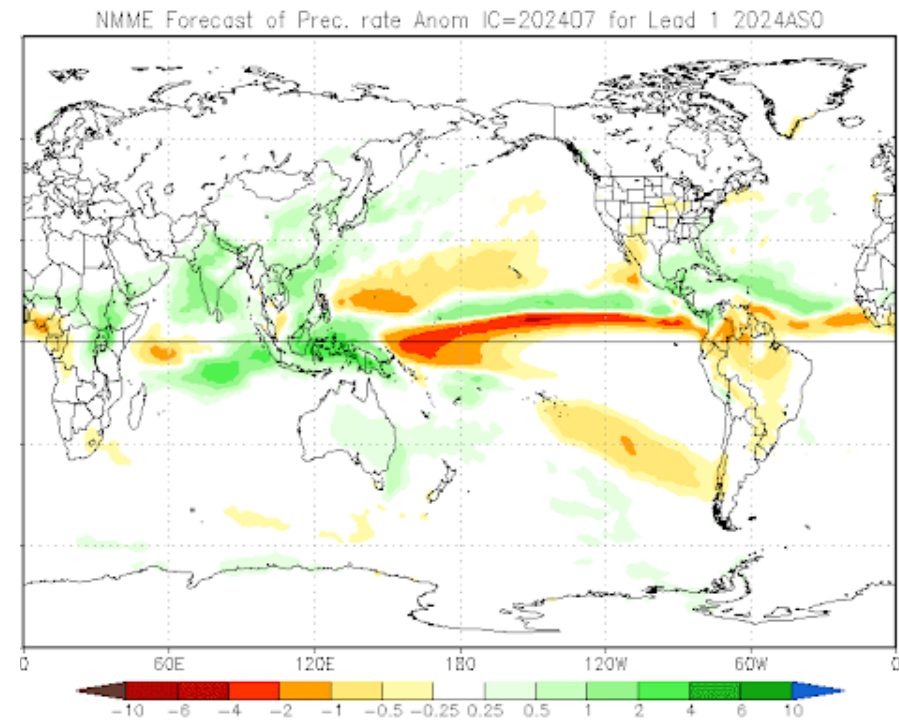 NMME Forecast of Prec. rate Anom IC=202407 for Lead 1 2024ASO
0 60E 120E 180 120W 60W 0
-10 -6 -4 -2 -1 -0.5 -0.25 0.25 0.5 1 2 4 6 10